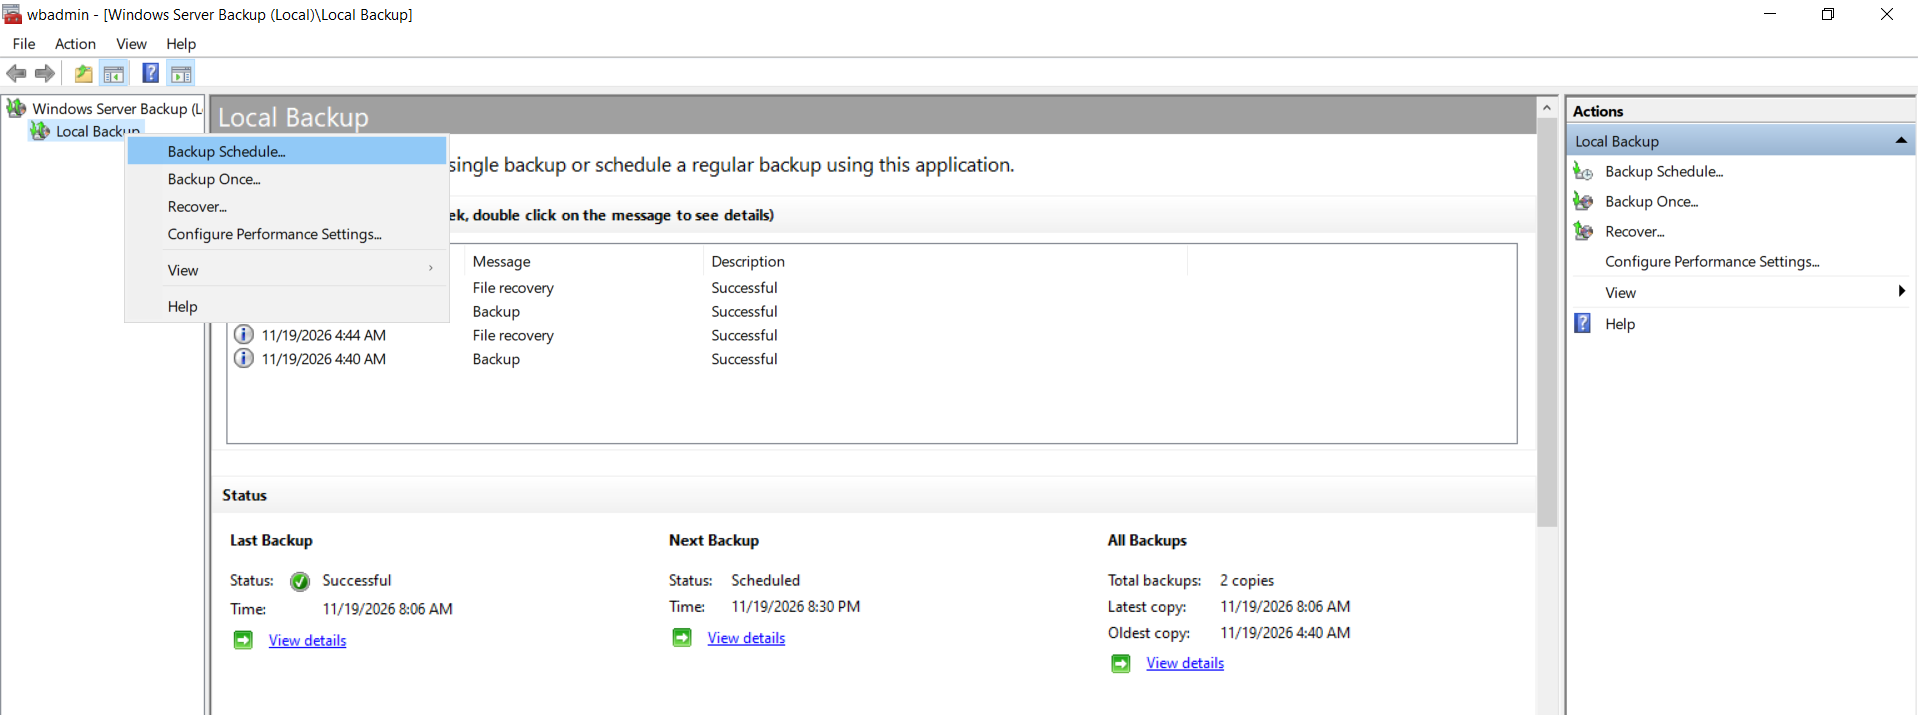 wbadmin - [Windows Server Backup (Local)\Local Backup]
File Action View Help
Windows Server Backup (L
Local Backup
Backup Schedule...
Backup Once...
Recover...
Configure Performance Settings...
View
Help
Local Backup
single backup or schedule a regular backup using this application.
ek, double click on the message to see details)
Message Description
File recovery Successful
Backup Successful
11/19/2026 4:44 AM File recovery Successful
11/19/2026 4:40 AM Backup Successful
Status
Last Backup
Status: Successful
Time: 11/19/2026 8:06 AM
View details
Next Backup
Status: Scheduled
Time: 11/19/2026 8:30 PM
View details
All Backups
Total backups: 2 copies
Latest copy: 11/19/2026 8:06 AM
Oldest copy: 11/19/2026 4:40 AM
View details
Actions
Local Backup
Backup Schedule...
Backup Once...
Recover...
Configure Performance Settings...
View
Help